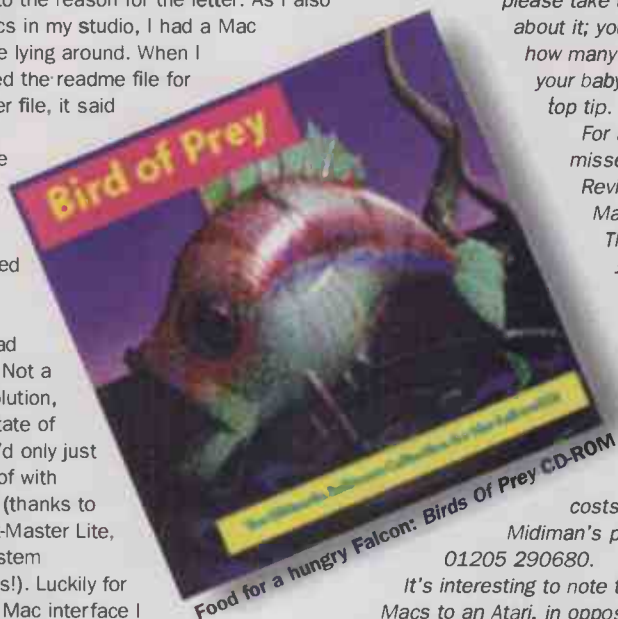 to the reason for the letter. As I also
cs in my studio, I had a Mac
e lying around. When I
ed the readme file for
er file, it said
e
ed
ad
Not a
olution,
tate of
'd only just
of with
(thanks to
-Master Lite,
stem
s!). Luckily for
Mac interface I
Bird of Prey
Food for a hungry Falcon: Birds Of Prey CD-ROM
please take
about it; you
how many
your baby
top tip.
For
misse
Revi
Ma
Th
costs
Midiman's p
01205 290680.
It's interesting to note t
Macs to an Atari, in oppos